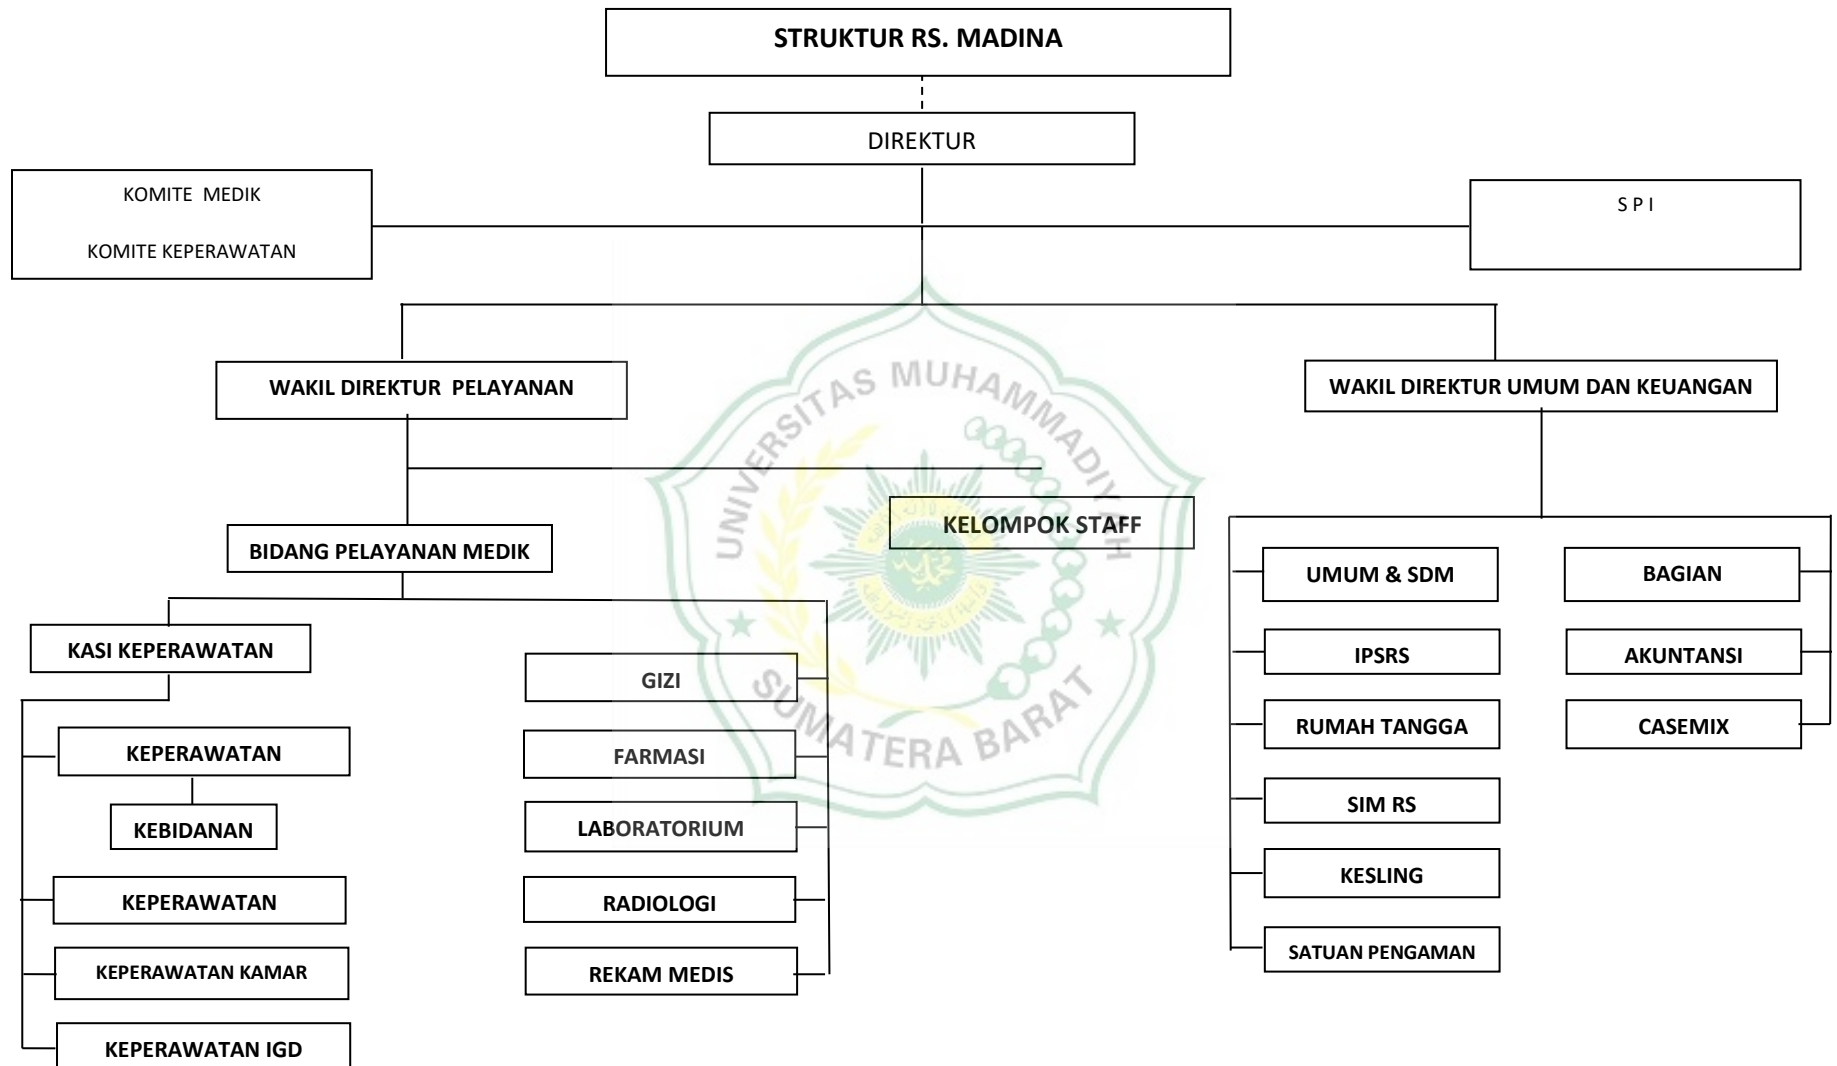 STRUKTUR RS. MADINA
DIREKTUR
KOMITE MEDIK
KOMITE KEPERAWATAN
S P I
WAKIL DIREKTUR PELAYANAN
WAKIL DIREKTUR UMUM DAN KEUANGAN
UNIVERSITAS MUHAMMADIYAH
SUMATERA BARAT
KELOMPOK STAFF
BIDANG PELAYANAN MEDIK
KASI KEPERAWATAN
KEPERAWATAN
KEBIDANAN
KEPERAWATAN
KEPERAWATAN KAMAR
KEPERAWATAN IGD
GIZI
FARMASI
LABORATORIUM
RADIOLOGI
REKAM MEDIS
UMUM & SDM
IPSRS
RUMAH TANGGA
SIM RS
KESLING
SATUAN PENGAMAN
BAGIAN
AKUNTANSI
CASEMIX